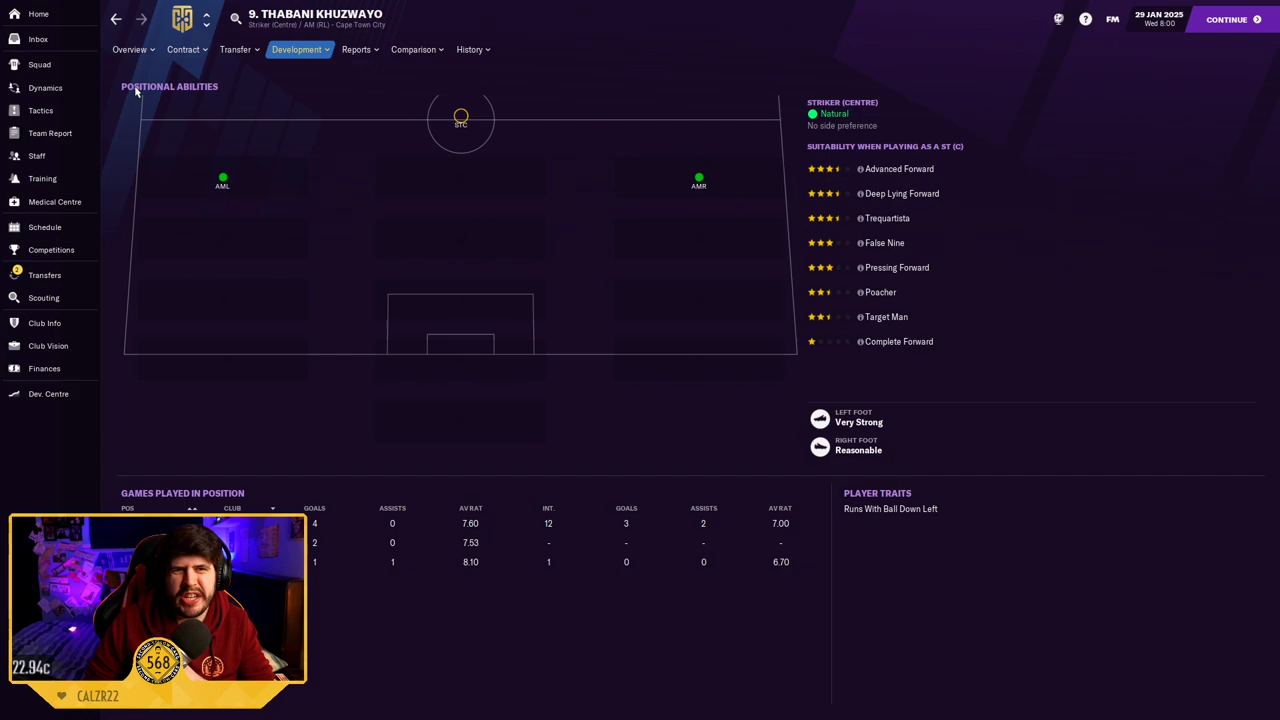 Home
Inbox
Squad
Dynamics
Tactics
Team Report
Staff
Training
Medical Centre
Schedule
Competitions
2
Transfers
Scouting
Club Info
Club Vision
Finances
Dev. Centre
9. THABANI KHUZWAYO
Striker (Centre) / AM (RL) - Cape Town City
FM
29 JAN 2025
Wed 8:00
CONTINUE
Overview
Contract
Transfer
Development
Reports
Comparison
History
POSITIONAL ABILITIES
STC
AML
AMR
STRIKER (CENTRE)
Natural
No side preference
SUITABILITY WHEN PLAYING AS A ST (C)
Advanced Forward
Deep Lying Forward
Trequartista
False Nine
Pressing Forward
Poacher
Target Man
Complete Forward
LEFT FOOT
Very Strong
RIGHT FOOT
Reasonable
GAMES PLAYED IN POSITION
POS CLUB GOALS ASSISTS AV RAT INT. GOALS ASSISTS AV RAT
4 0 7.60 12 3 2 7.00
2 0 7.53 - - - -
1 1 8.10 1 0 0 6.70
PLAYER TRAITS
Runs With Ball Down Left
22.94c
568
CALZR22